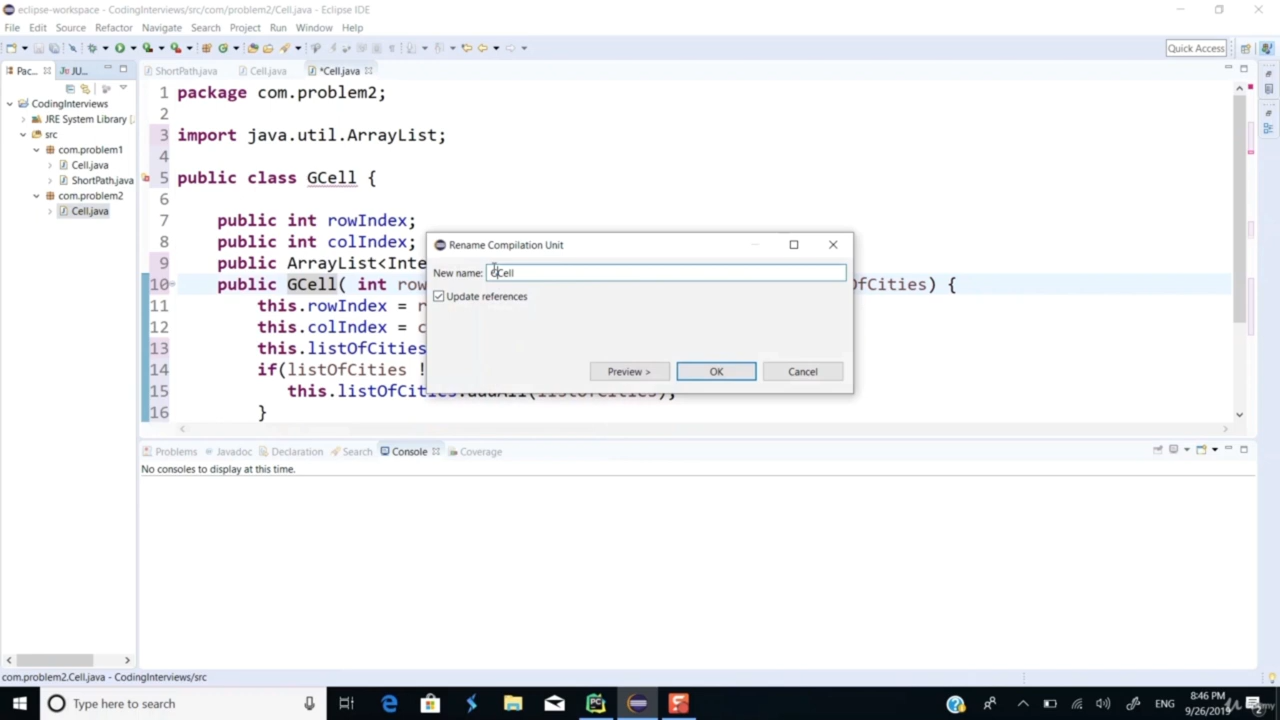 eclipse-workspace - CodingInterviews/src/com/problem2/Cell.java - Eclipse IDE
File Edit Source Refactor Navigate Search Project Run Window Help
Quick Access
Pac... JU...
ShortPath.java Cell.java *Cell.java
CodingInterviews
JRE System Library [
src
com.problem1
Cell.java
ShortPath.java
com.problem2
Cell.java
1 package com.problem2;
2
3 import java.util.ArrayList;
4
5 public class GCell {
6
7 public int rowIndex;
8 public int colIndex;
9 public ArrayList<Inte
10 public GCell( int row OfCities) {
11 this.rowIndex = r
12 this.colIndex = c
13 this.listOfCities
14 if(listOfCities !
15 this.listOfCities.addAll(listOfCities);
16 }
Rename Compilation Unit
New name: GCell
Update references
Preview > OK Cancel
Problems Javadoc Declaration Search Console Coverage
No consoles to display at this time.
com.problem2.Cell.java - CodingInterviews/src
Type here to search
ENG
8:46 PM
9/26/2019